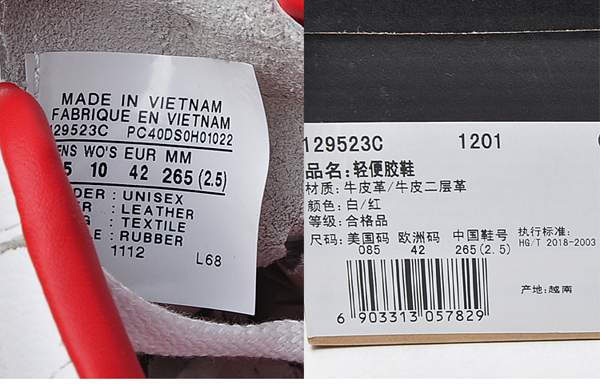 MADE IN VIETNAM
FABRIQUE EN VIETNAM
129523C PC40DS0H01022
WO'S EUR MM
5 10 42 265 (2.5)
: UNISEX
: LEATHER
: TEXTILE
: RUBBER
1112 L68
129523C 1201
品名: 轻便胶鞋
材质: 牛皮革/牛皮二层革
颜色: 白/红
等级: 合格品
尺码: 美国码 欧洲码 中国鞋号
085 42 265(2.5)
执行标准:
HG/T 2018-2003
产地: 越南
6 903313 057829